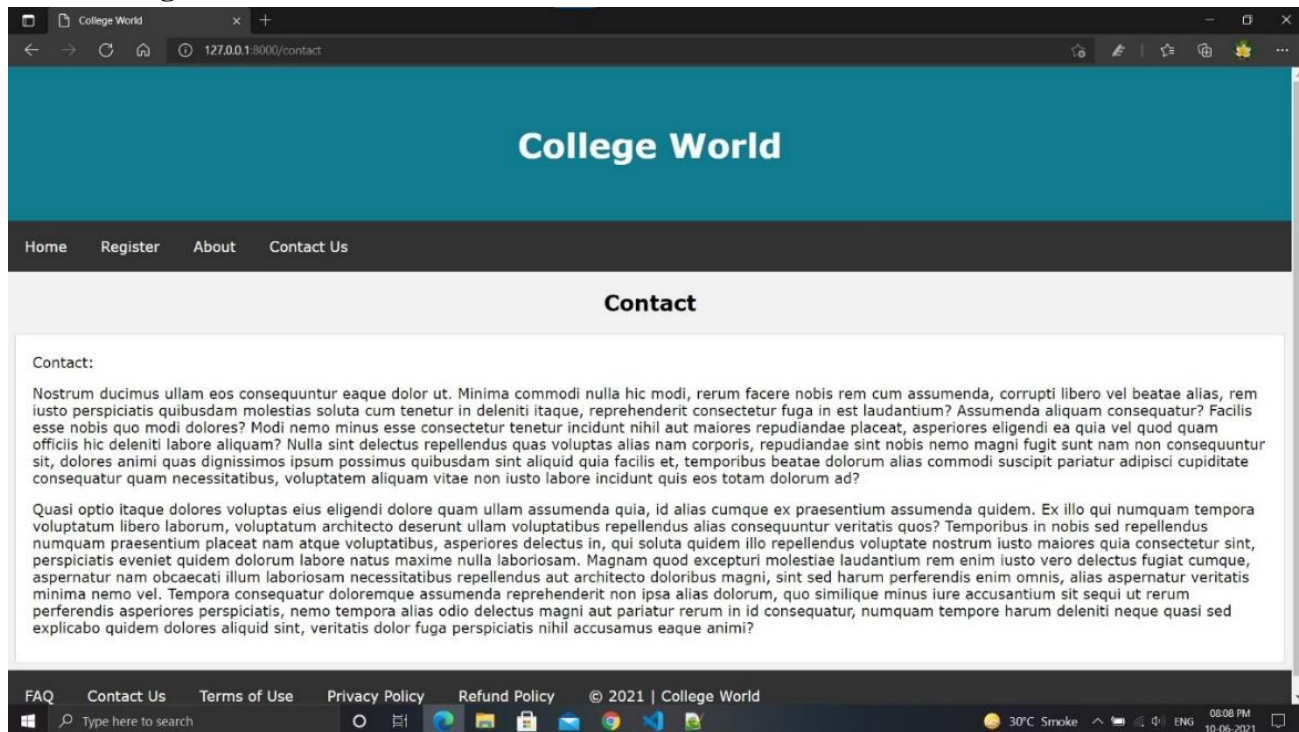 College World
127.0.0.1:8000/contact
College World
Home Register About Contact Us
Contact
Contact:
Nostrum ducimus ullam eos consequuntur eaque dolor ut. Minima commodi nulla hic modi, rerum facere nobis rem cum assumenda, corrupti libero vel beatae alias, rem
iusto perspiciatis quibusdam molestias soluta cum tenetur in deleniti itaque, reprehenderit consectetur fuga in est laudantium? Assumenda aliquam consequatur? Facilis
esse nobis quo modi dolores? Modi nemo minus esse consectetur tenetur incidunt nihil aut maiores repudiandae placeat, asperiores eligendi ea quia vel quod quam
officiis hic deleniti labore aliquam? Nulla sint delectus repellendus quas voluptas alias nam corporis, repudiandae sint nobis nemo magni fugit sunt nam non consequuntur
sit, dolores animi quas dignissimos ipsum possimus quibusdam sint aliquid quia facilis et, temporibus beatae dolorum alias commodi suscipit pariatur adipisci cupiditate
consequatur quam necessitatibus, voluptatem aliquam vitae non iusto labore incidunt quis eos totam dolorum ad?
Quasi optio itaque dolores voluptas eius eligendi dolore quam ullam assumenda quia, id alias cumque ex praesentium assumenda quidem. Ex illo qui numquam tempora
voluptatum libero laborum, voluptatum architecto deserunt ullam voluptatibus repellendus alias consequuntur veritatis quos? Temporibus in nobis sed repellendus
numquam praesentium placeat nam atque voluptatibus, asperiores delectus in, qui soluta quidem illo repellendus voluptate nostrum iusto maiores quia consectetur sint,
perspiciatis eveniet quidem dolorum labore natus maxime nulla laboriosam. Magnam quod excepturi molestiae laudantium rem enim iusto vero delectus fugiat cumque,
aspernatur nam obcaecati illum laboriosam necessitatibus repellendus aut architecto doloribus magni, sint sed harum perferendis enim omnis, alias aspernatur veritatis
minima nemo vel. Tempora consequatur doloremque assumenda reprehenderit non ipsa alias dolorum, quo similique minus iure accusantium sit sequi ut rerum
perferendis asperiores perspiciatis, nemo tempora alias odio delectus magni aut pariatur rerum in id consequatur, numquam tempore harum deleniti neque quasi sed
explicabo quidem dolores aliquid sint, veritatis dolor fuga perspiciatis nihil accusamus eaque animi?
FAQ Contact Us Terms of Use Privacy Policy Refund Policy © 2021 | College World
Type here to search 30°C Smoke ENG 08:08 PM
10-06-2021